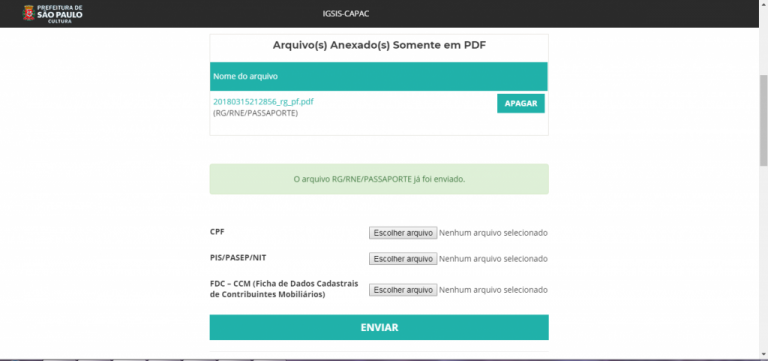 PREFEITURA DE
SÃO PAULO
CULTURA
IGSIS-CAPAC
Arquivo(s) Anexado(s) Somente em PDF
Nome do arquivo
20180315212856_rg_pf.pdf
(RG/RNE/PASSAPORTE)
APAGAR
O arquivo RG/RNE/PASSAPORTE já foi enviado.
CPF
Escolher arquivo Nenhum arquivo selecionado
PIS/PASEP/NIT
Escolher arquivo Nenhum arquivo selecionado
FDC – CCM (Ficha de Dados Cadastrais
de Contribuintes Mobiliários)
Escolher arquivo Nenhum arquivo selecionado
ENVIAR